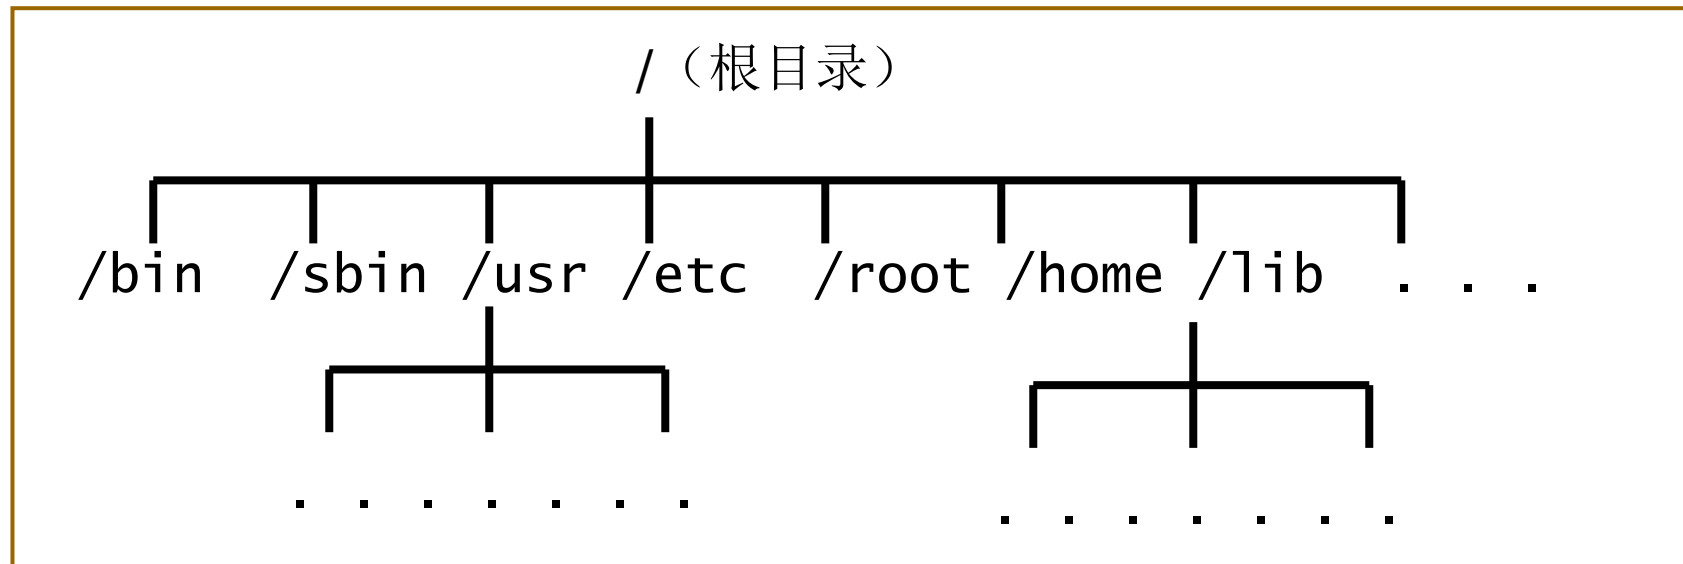 /（根目录）
/bin /sbin /usr /etc /root /home /lib . . .
. . . . . . . . . . . . . .